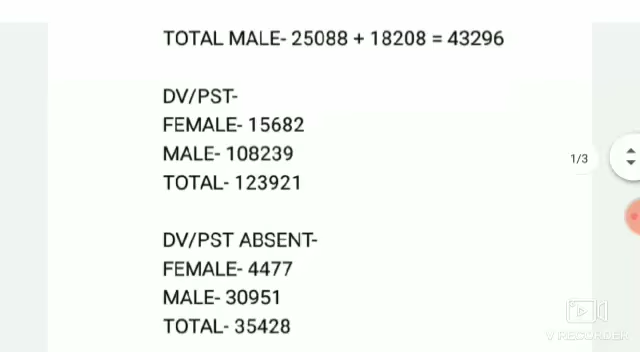 TOTAL MALE- 25088 + 18208 = 43296
DV/PST-
FEMALE- 15682
MALE- 108239
TOTAL- 123921
1/3
DV/PST ABSENT-
FEMALE- 4477
MALE- 30951
TOTAL- 35428
V RECORDER